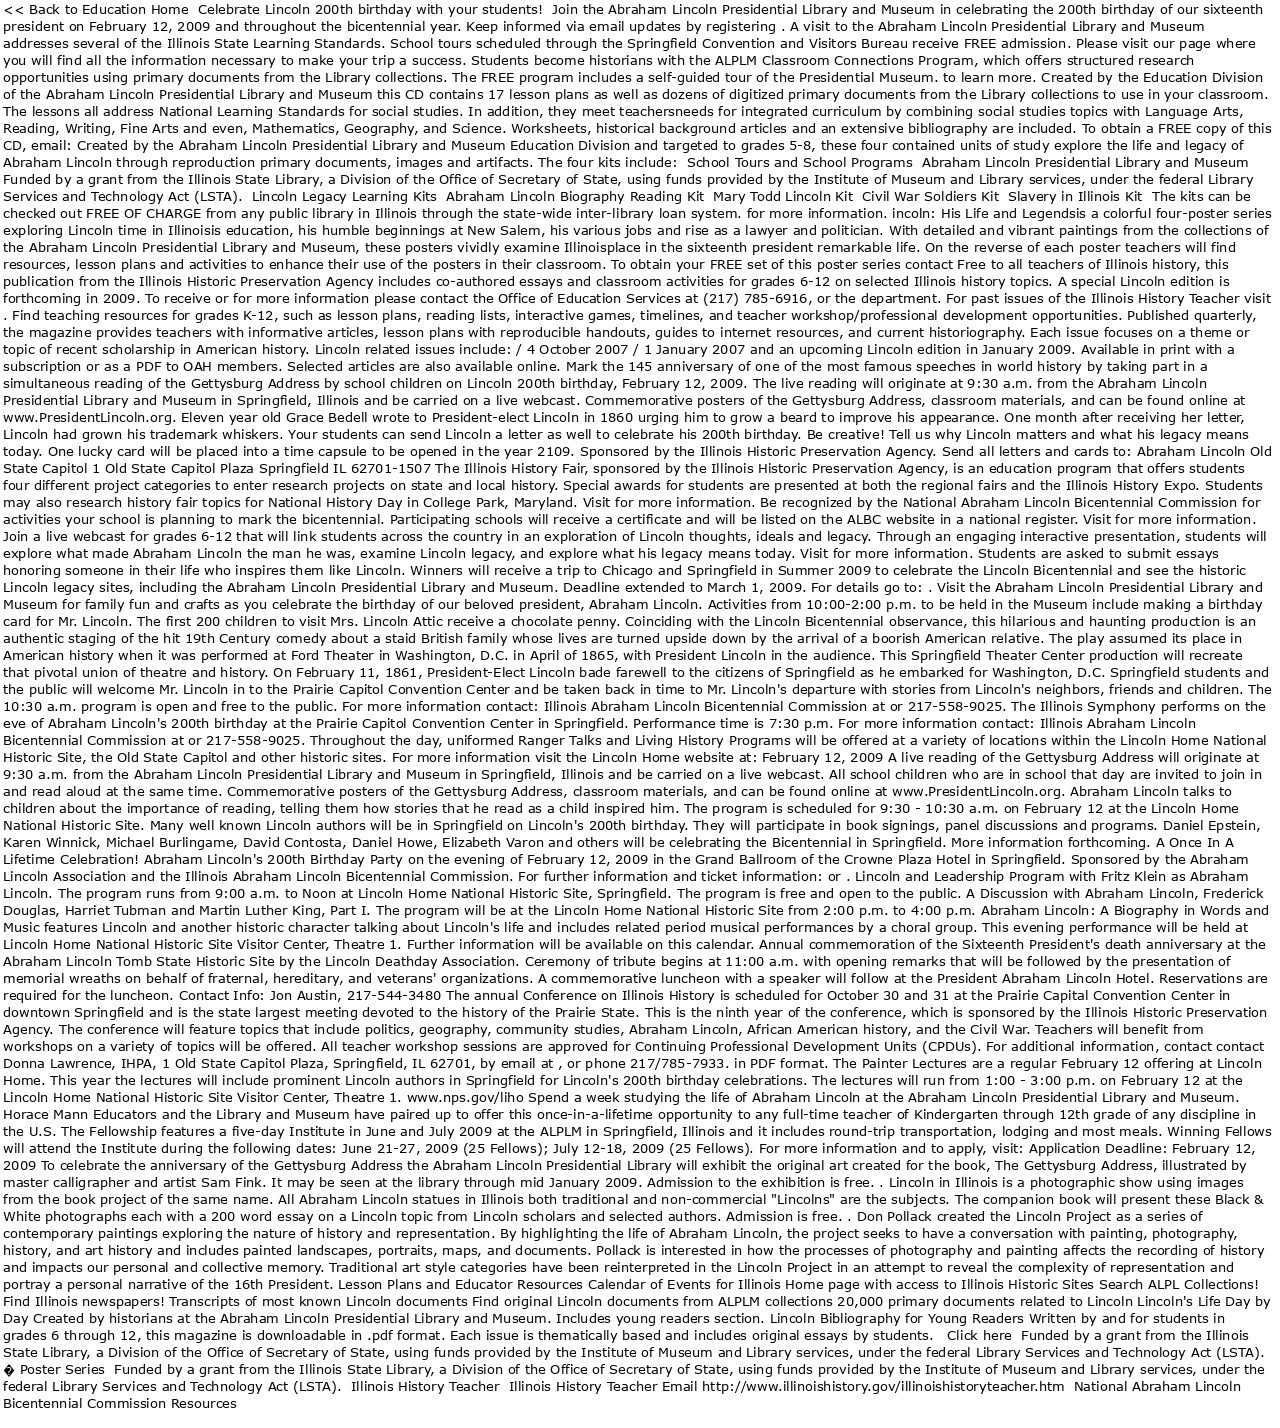 << Back to Education Home  Celebrate Lincoln 200th birthday with your students!  Join the Abraham Lincoln Presidential Library and Museum in celebrating the 200th birthday of our sixteenth
president on February 12, 2009 and throughout the bicentennial year. Keep informed via email updates by registering . A visit to the Abraham Lincoln Presidential Library and Museum
addresses several of the Illinois State Learning Standards. School tours scheduled through the Springfield Convention and Visitors Bureau receive FREE admission. Please visit our page where
you will find all the information necessary to make your trip a success. Students become historians with the ALPLM Classroom Connections Program, which offers structured research
opportunities using primary documents from the Library collections. The FREE program includes a self-guided tour of the Presidential Museum. to learn more. Created by the Education Division
of the Abraham Lincoln Presidential Library and Museum this CD contains 17 lesson plans as well as dozens of digitized primary documents from the Library collections to use in your classroom.
The lessons all address National Learning Standards for social studies. In addition, they meet teachersneeds for integrated curriculum by combining social studies topics with Language Arts,
Reading, Writing, Fine Arts and even, Mathematics, Geography, and Science. Worksheets, historical background articles and an extensive bibliography are included. To obtain a FREE copy of this
CD, email: Created by the Abraham Lincoln Presidential Library and Museum Education Division and targeted to grades 5-8, these four contained units of study explore the life and legacy of
Abraham Lincoln through reproduction primary documents, images and artifacts. The four kits include:  School Tours and School Programs  Abraham Lincoln Presidential Library and Museum
Funded by a grant from the Illinois State Library, a Division of the Office of Secretary of State, using funds provided by the Institute of Museum and Library services, under the federal Library
Services and Technology Act (LSTA).  Lincoln Legacy Learning Kits  Abraham Lincoln Biography Reading Kit  Mary Todd Lincoln Kit  Civil War Soldiers Kit  Slavery in Illinois Kit  The kits can be
checked out FREE OF CHARGE from any public library in Illinois through the state-wide inter-library loan system. for more information. incoln: His Life and Legendsis a colorful four-poster series
exploring Lincoln time in Illinoisis education, his humble beginnings at New Salem, his various jobs and rise as a lawyer and politician. With detailed and vibrant paintings from the collections of
the Abraham Lincoln Presidential Library and Museum, these posters vividly examine Illinoisplace in the sixteenth president remarkable life. On the reverse of each poster teachers will find
resources, lesson plans and activities to enhance their use of the posters in their classroom. To obtain your FREE set of this poster series contact Free to all teachers of Illinois history, this
publication from the Illinois Historic Preservation Agency includes co-authored essays and classroom activities for grades 6-12 on selected Illinois history topics. A special Lincoln edition is
forthcoming in 2009. To receive or for more information please contact the Office of Education Services at (217) 785-6916, or the department. For past issues of the Illinois History Teacher visit
. Find teaching resources for grades K-12, such as lesson plans, reading lists, interactive games, timelines, and teacher workshop/professional development opportunities. Published quarterly,
the magazine provides teachers with informative articles, lesson plans with reproducible handouts, guides to internet resources, and current historiography. Each issue focuses on a theme or
topic of recent scholarship in American history. Lincoln related issues include: / 4 October 2007 / 1 January 2007 and an upcoming Lincoln edition in January 2009. Available in print with a
subscription or as a PDF to OAH members. Selected articles are also available online. Mark the 145 anniversary of one of the most famous speeches in world history by taking part in a
simultaneous reading of the Gettysburg Address by school children on Lincoln 200th birthday, February 12, 2009. The live reading will originate at 9:30 a.m. from the Abraham Lincoln
Presidential Library and Museum in Springfield, Illinois and be carried on a live webcast. Commemorative posters of the Gettysburg Address, classroom materials, and can be found online at
www.PresidentLincoln.org. Eleven year old Grace Bedell wrote to President-elect Lincoln in 1860 urging him to grow a beard to improve his appearance. One month after receiving her letter,
Lincoln had grown his trademark whiskers. Your students can send Lincoln a letter as well to celebrate his 200th birthday. Be creative! Tell us why Lincoln matters and what his legacy means
today. One lucky card will be placed into a time capsule to be opened in the year 2109. Sponsored by the Illinois Historic Preservation Agency. Send all letters and cards to: Abraham Lincoln Old
State Capitol 1 Old State Capitol Plaza Springfield IL 62701-1507 The Illinois History Fair, sponsored by the Illinois Historic Preservation Agency, is an education program that offers students
four different project categories to enter research projects on state and local history. Special awards for students are presented at both the regional fairs and the Illinois History Expo. Students
may also research history fair topics for National History Day in College Park, Maryland. Visit for more information. Be recognized by the National Abraham Lincoln Bicentennial Commission for
activities your school is planning to mark the bicentennial. Participating schools will receive a certificate and will be listed on the ALBC website in a national register. Visit for more information.
Join a live webcast for grades 6-12 that will link students across the country in an exploration of Lincoln thoughts, ideals and legacy. Through an engaging interactive presentation, students will
explore what made Abraham Lincoln the man he was, examine Lincoln legacy, and explore what his legacy means today. Visit for more information. Students are asked to submit essays
honoring someone in their life who inspires them like Lincoln. Winners will receive a trip to Chicago and Springfield in Summer 2009 to celebrate the Lincoln Bicentennial and see the historic
Lincoln legacy sites, including the Abraham Lincoln Presidential Library and Museum. Deadline extended to March 1, 2009. For details go to: . Visit the Abraham Lincoln Presidential Library and
Museum for family fun and crafts as you celebrate the birthday of our beloved president, Abraham Lincoln. Activities from 10:00-2:00 p.m. to be held in the Museum include making a birthday
card for Mr. Lincoln. The first 200 children to visit Mrs. Lincoln Attic receive a chocolate penny. Coinciding with the Lincoln Bicentennial observance, this hilarious and haunting production is an
authentic staging of the hit 19th Century comedy about a staid British family whose lives are turned upside down by the arrival of a boorish American relative. The play assumed its place in
American history when it was performed at Ford Theater in Washington, D.C. in April of 1865, with President Lincoln in the audience. This Springfield Theater Center production will recreate
that pivotal union of theatre and history. On February 11, 1861, President-Elect Lincoln bade farewell to the citizens of Springfield as he embarked for Washington, D.C. Springfield students and
the public will welcome Mr. Lincoln in to the Prairie Capitol Convention Center and be taken back in time to Mr. Lincoln's departure with stories from Lincoln's neighbors, friends and children. The
10:30 a.m. program is open and free to the public. For more information contact: Illinois Abraham Lincoln Bicentennial Commission at or 217-558-9025. The Illinois Symphony performs on the
eve of Abraham Lincoln's 200th birthday at the Prairie Capitol Convention Center in Springfield. Performance time is 7:30 p.m. For more information contact: Illinois Abraham Lincoln
Bicentennial Commission at or 217-558-9025. Throughout the day, uniformed Ranger Talks and Living History Programs will be offered at a variety of locations within the Lincoln Home National
Historic Site, the Old State Capitol and other historic sites. For more information visit the Lincoln Home website at: February 12, 2009 A live reading of the Gettysburg Address will originate at
9:30 a.m. from the Abraham Lincoln Presidential Library and Museum in Springfield, Illinois and be carried on a live webcast. All school children who are in school that day are invited to join in
and read aloud at the same time. Commemorative posters of the Gettysburg Address, classroom materials, and can be found online at www.PresidentLincoln.org. Abraham Lincoln talks to
children about the importance of reading, telling them how stories that he read as a child inspired him. The program is scheduled for 9:30 - 10:30 a.m. on February 12 at the Lincoln Home
National Historic Site. Many well known Lincoln authors will be in Springfield on Lincoln's 200th birthday. They will participate in book signings, panel discussions and programs. Daniel Epstein,
Karen Winnick, Michael Burlingame, David Contosta, Daniel Howe, Elizabeth Varon and others will be celebrating the Bicentennial in Springfield. More information forthcoming. A Once In A
Lifetime Celebration! Abraham Lincoln's 200th Birthday Party on the evening of February 12, 2009 in the Grand Ballroom of the Crowne Plaza Hotel in Springfield. Sponsored by the Abraham
Lincoln Association and the Illinois Abraham Lincoln Bicentennial Commission. For further information and ticket information: or . Lincoln and Leadership Program with Fritz Klein as Abraham
Lincoln. The program runs from 9:00 a.m. to Noon at Lincoln Home National Historic Site, Springfield. The program is free and open to the public. A Discussion with Abraham Lincoln, Frederick
Douglas, Harriet Tubman and Martin Luther King, Part I. The program will be at the Lincoln Home National Historic Site from 2:00 p.m. to 4:00 p.m. Abraham Lincoln: A Biography in Words and
Music features Lincoln and another historic character talking about Lincoln's life and includes related period musical performances by a choral group. This evening performance will be held at
Lincoln Home National Historic Site Visitor Center, Theatre 1. Further information will be available on this calendar. Annual commemoration of the Sixteenth President's death anniversary at the
Abraham Lincoln Tomb State Historic Site by the Lincoln Deathday Association. Ceremony of tribute begins at 11:00 a.m. with opening remarks that will be followed by the presentation of
memorial wreaths on behalf of fraternal, hereditary, and veterans' organizations. A commemorative luncheon with a speaker will follow at the President Abraham Lincoln Hotel. Reservations are
required for the luncheon. Contact Info: Jon Austin, 217-544-3480 The annual Conference on Illinois History is scheduled for October 30 and 31 at the Prairie Capital Convention Center in
downtown Springfield and is the state largest meeting devoted to the history of the Prairie State. This is the ninth year of the conference, which is sponsored by the Illinois Historic Preservation
Agency. The conference will feature topics that include politics, geography, community studies, Abraham Lincoln, African American history, and the Civil War. Teachers will benefit from
workshops on a variety of topics will be offered. All teacher workshop sessions are approved for Continuing Professional Development Units (CPDUs). For additional information, contact contact
Donna Lawrence, IHPA, 1 Old State Capitol Plaza, Springfield, IL 62701, by email at , or phone 217/785-7933. in PDF format. The Painter Lectures are a regular February 12 offering at Lincoln
Home. This year the lectures will include prominent Lincoln authors in Springfield for Lincoln's 200th birthday celebrations. The lectures will run from 1:00 - 3:00 p.m. on February 12 at the
Lincoln Home National Historic Site Visitor Center, Theatre 1. www.nps.gov/liho Spend a week studying the life of Abraham Lincoln at the Abraham Lincoln Presidential Library and Museum.
Horace Mann Educators and the Library and Museum have paired up to offer this once-in-a-lifetime opportunity to any full-time teacher of Kindergarten through 12th grade of any discipline in
the U.S. The Fellowship features a five-day Institute in June and July 2009 at the ALPLM in Springfield, Illinois and it includes round-trip transportation, lodging and most meals. Winning Fellows
will attend the Institute during the following dates: June 21-27, 2009 (25 Fellows); July 12-18, 2009 (25 Fellows). For more information and to apply, visit: Application Deadline: February 12,
2009 To celebrate the anniversary of the Gettysburg Address the Abraham Lincoln Presidential Library will exhibit the original art created for the book, The Gettysburg Address, illustrated by
master calligrapher and artist Sam Fink. It may be seen at the library through mid January 2009. Admission to the exhibition is free. . Lincoln in Illinois is a photographic show using images
from the book project of the same name. All Abraham Lincoln statues in Illinois both traditional and non-commercial "Lincolns" are the subjects. The companion book will present these Black &
White photographs each with a 200 word essay on a Lincoln topic from Lincoln scholars and selected authors. Admission is free. . Don Pollack created the Lincoln Project as a series of
contemporary paintings exploring the nature of history and representation. By highlighting the life of Abraham Lincoln, the project seeks to have a conversation with painting, photography,
history, and art history and includes painted landscapes, portraits, maps, and documents. Pollack is interested in how the processes of photography and painting affects the recording of history
and impacts our personal and collective memory. Traditional art style categories have been reinterpreted in the Lincoln Project in an attempt to reveal the complexity of representation and
portray a personal narrative of the 16th President. Lesson Plans and Educator Resources Calendar of Events for Illinois Home page with access to Illinois Historic Sites Search ALPL Collections!
Find Illinois newspapers! Transcripts of most known Lincoln documents Find original Lincoln documents from ALPLM collections 20,000 primary documents related to Lincoln Lincoln's Life Day by
Day Created by historians at the Abraham Lincoln Presidential Library and Museum. Includes young readers section. Lincoln Bibliography for Young Readers Written by and for students in
grades 6 through 12, this magazine is downloadable in .pdf format. Each issue is thematically based and includes original essays by students.   Click here  Funded by a grant from the Illinois
State Library, a Division of the Office of Secretary of State, using funds provided by the Institute of Museum and Library services, under the federal Library Services and Technology Act (LSTA).
� Poster Series  Funded by a grant from the Illinois State Library, a Division of the Office of Secretary of State, using funds provided by the Institute of Museum and Library services, under the
federal Library Services and Technology Act (LSTA).  Illinois History Teacher  Illinois History Teacher Email http://www.illinoishistory.gov/illinoishistoryteacher.htm  National Abraham Lincoln
Bicentennial Commission Resources